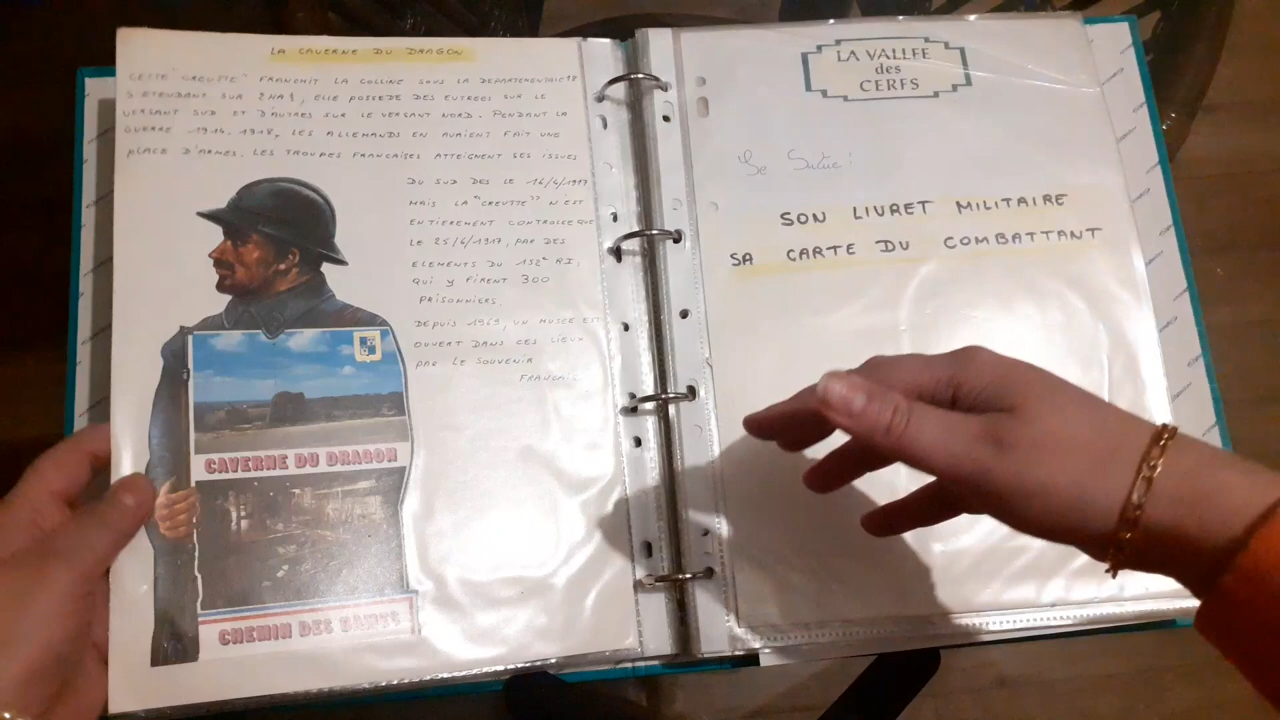 LA CAVERNE DU DRAGON
CETTE "CREUTTE" FRANCHIT LA COLLINE SOUS LA DEPARTEMENTALE 18
S'ETENDANT SUR 2HA½, ELLE POSSEDE DES ENTREES SUR LE
VERSANT SUD ET D'AUTRES SUR LE VERSANT NORD. PENDANT LA
GUERRE 1914.1918, LES ALLEMANDS EN AVAIENT FAIT UNE
PLACE D'ARMES. LES TROUPES FRANCAISES ATTEIGNENT SES ISSUES
DU SUD DES LE 16/4/1917
MAIS LA "CREUTTE" N'EST
ENTIEREMENT CONTROLEE QUE
LE 25/6/1917, PAR DES
ELEMENTS DU 152e RI,
QUI Y FIRENT 300
PRISONNIERS.
DEPUIS 1969, UN MUSEE EST
OUVERT DANS CES LIEUX
PAR LE SOUVENIR
FRANCAIS.
CAVERNE DU DRAGON
CHEMIN DES DAMES
LA VALLEE
des
CERFS
SON LIVRET MILITAIRE
SA CARTE DU COMBATTANT